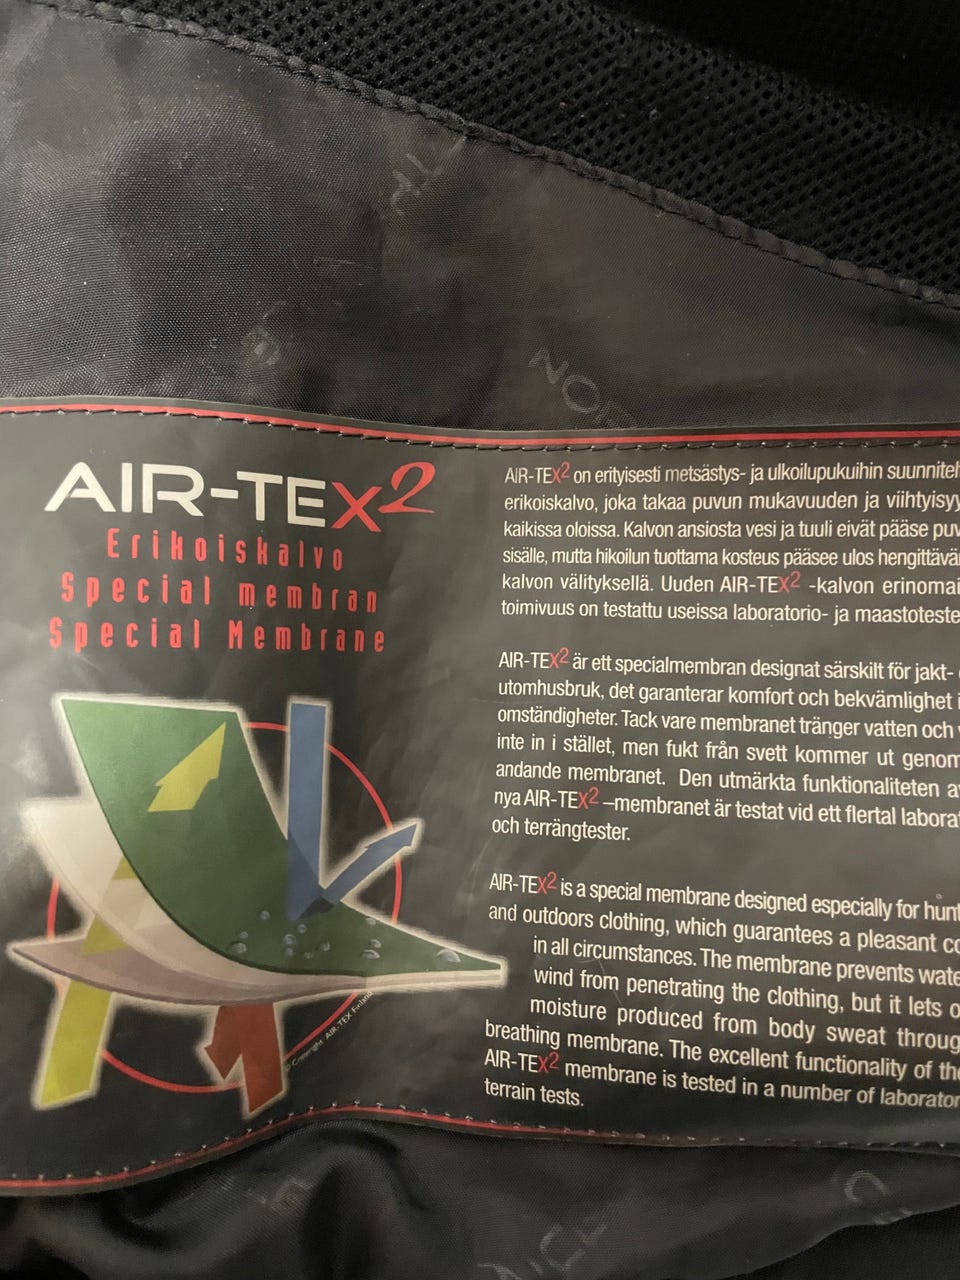 NO
AIR-TEX2
Erikoiskalvo
Special membran
Special Membrane
AIR-TEX2 on erityisesti metsästys- ja ulkoilupukuihin
erikoiskalvo, joka takaa puvun mukavuuden ja
kaikissa oloissa. Kalvon ansiosta vesi ja tuuli eivät pääse
sisälle, mutta hikoilun tuottama kosteus pääsee ulos
kalvon välityksellä. Uuden AIR-TEX2 -kalvon
toimivuus on testattu useissa laboratorio- ja
AIR-TEX2 är ett specialmembran designat särskilt för jakt-
utomhusbruk, det garanterar komfort och bekvämlighet
omständigheter. Tack vare membranet tränger vatten och
inte in i stället, men fukt från svett kommer ut genom
andande membranet. Den utmärkta funktionaliteten
nya AIR-TEX2 –membranet är testat vid ett flertal
och terrängtester.
AIR-TEX2 is a special membrane designed especially for
and outdoors clothing, which guarantees a pleasant
in all circumstances. The membrane prevents
wind from penetrating the clothing, but it lets
moisture produced from body sweat
breathing membrane. The excellent functionality of
AIR-TEX2 membrane is tested in a number of
terrain tests.
© Copyright AIR-TEX Finland